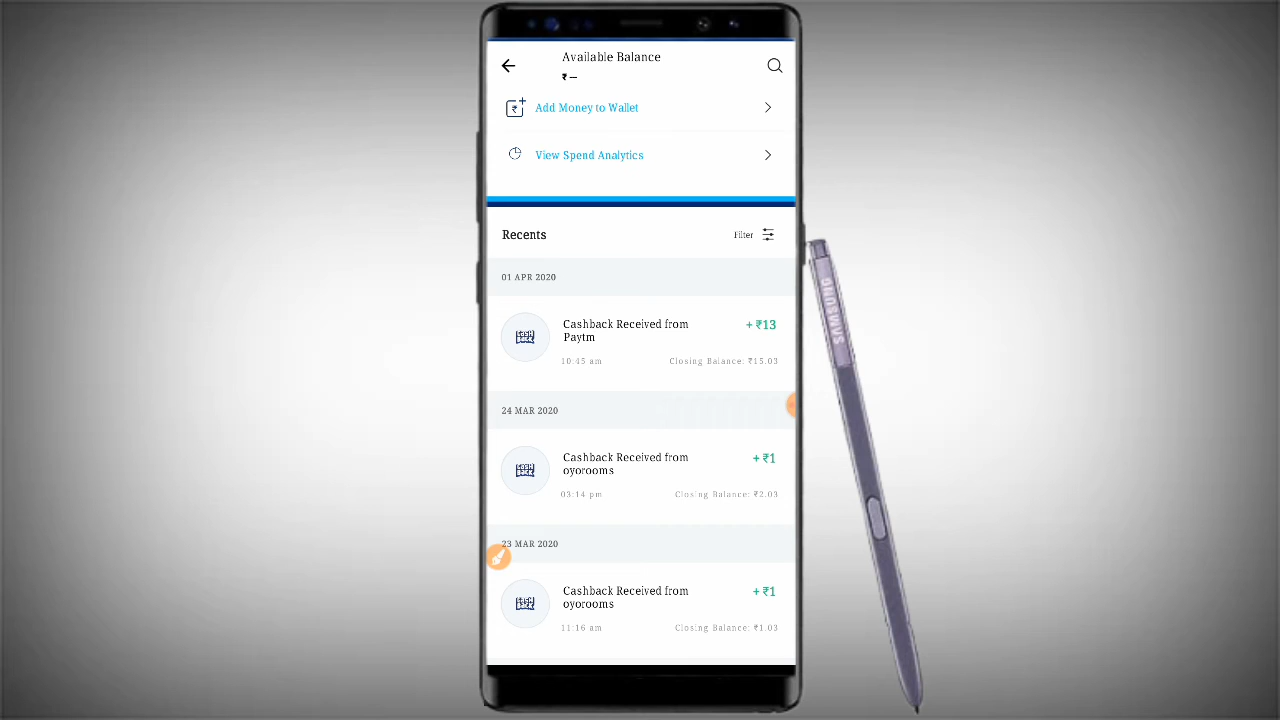 Available Balance
₹ —
Add Money to Wallet
View Spend Analytics
Recents
Filter
01 APR 2020
Cashback Received from
Paytm
+ ₹13
10:45 am
Closing Balance: ₹15.03
24 MAR 2020
Cashback Received from
oyorooms
+ ₹1
03:14 pm
Closing Balance: ₹2.03
23 MAR 2020
Cashback Received from
oyorooms
+ ₹1
11:16 am
Closing Balance: ₹1.03
SAMSUNG